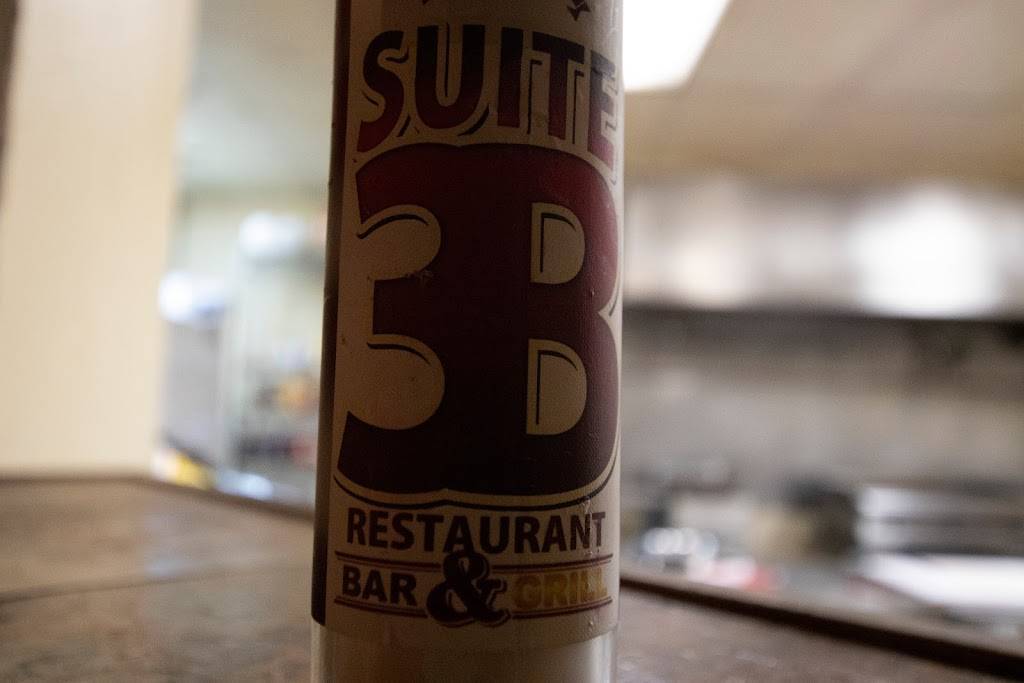 SUITE
3B
RESTAURANT
BAR & GRILL